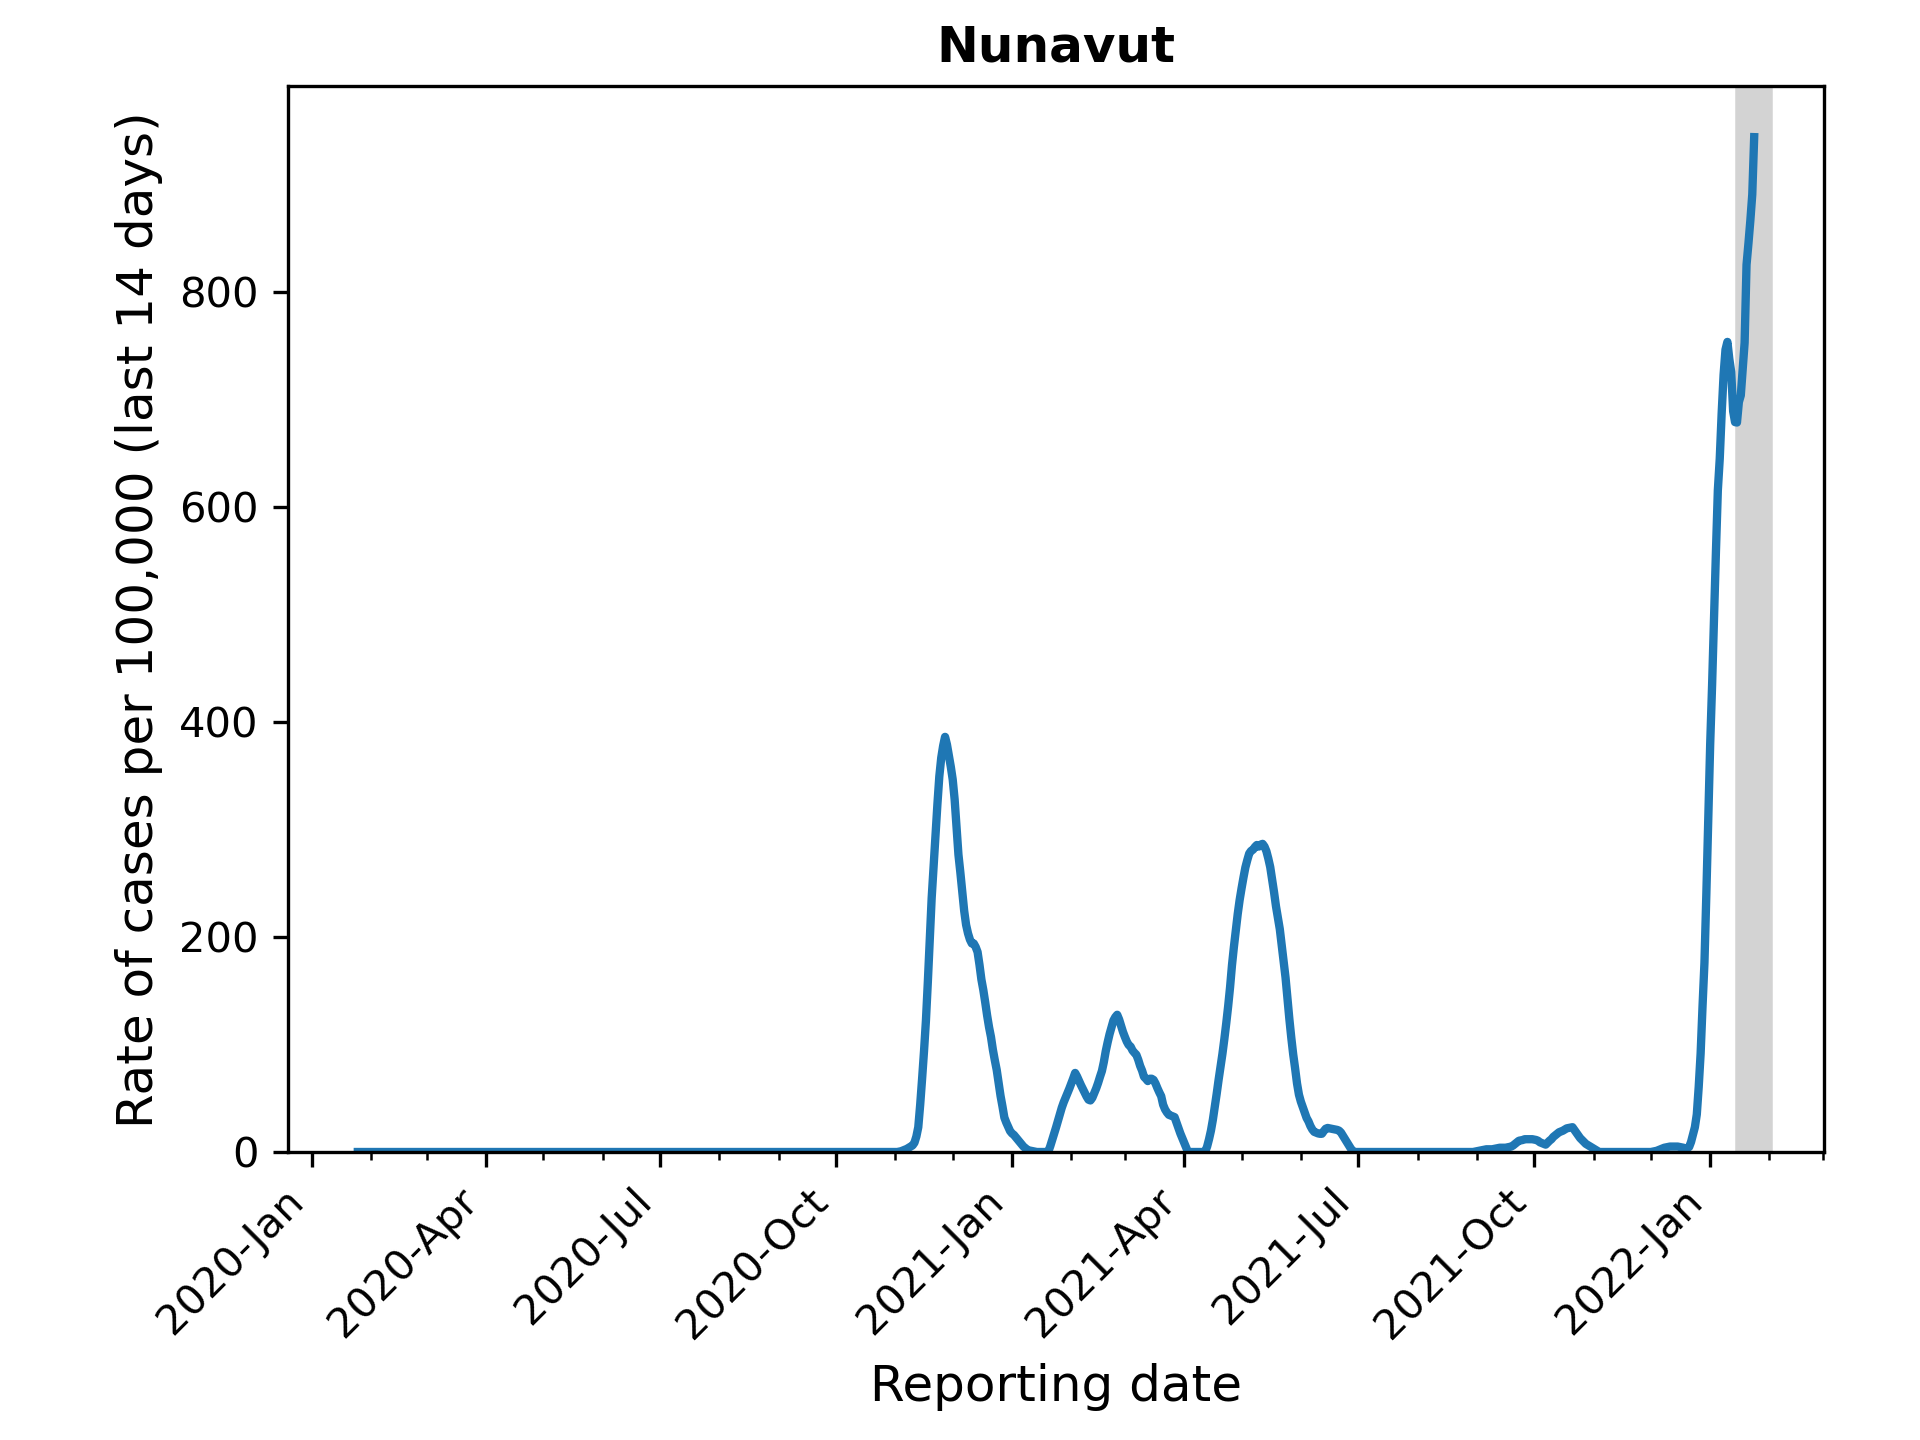 Nunavut
Rate of cases per 100,000 (last 14 days)
800
600
400
200
0
2020-Jan
2020-Apr
2020-Jul
2020-Oct
2021-Jan
2021-Apr
2021-Jul
2021-Oct
2022-Jan
Reporting date